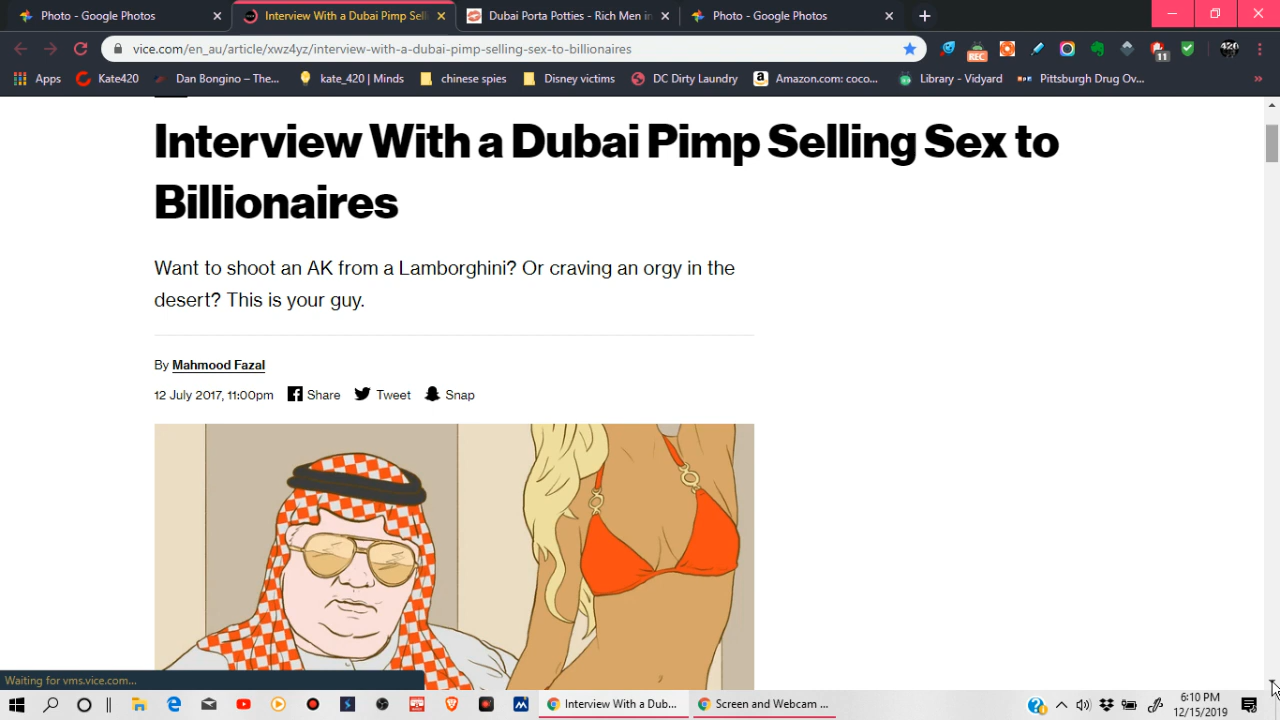 Photo - Google Photos
Interview With a Dubai Pimp Sell
Dubai Porta Potties - Rich Men in
Photo - Google Photos
vice.com/en_au/article/xwz4yz/interview-with-a-dubai-pimp-selling-sex-to-billionaires
REC
11
420
Apps
Kate420
Dan Bongino – The...
kate_420 | Minds
chinese spies
Disney victims
DC Dirty Laundry
Amazon.com: coco...
Library - Vidyard
Pittsburgh Drug Ov...
Interview With a Dubai Pimp Selling Sex to
Billionaires
Want to shoot an AK from a Lamborghini? Or craving an orgy in the
desert? This is your guy.
By Mahmood Fazal
12 July 2017, 11:00pm
Share
Tweet
Snap
Waiting for vms.vice.com...
Interview With a Dub...
Screen and Webcam ...
6:10 PM
12/15/2019